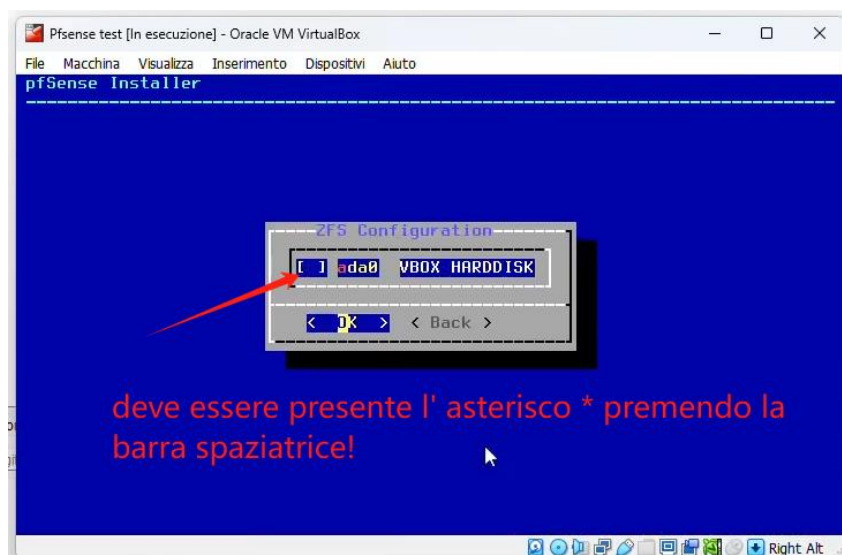 Pfsense test [In esecuzione] - Oracle VM VirtualBox
File Macchina Visualizza Inserimento Dispositivi Aiuto
pfSense Installer
ZFS Configuration
[ ] ada0 VBOX HARDDISK
< OK > < Back >
deve essere presente l' asterisco * premendo la
barra spaziatrice!
Right Alt